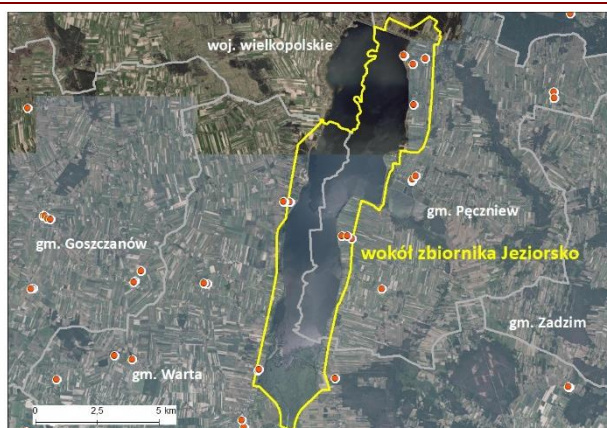 woj. wielkopolskie
gm. Pęczniew
gm. Goszczanów
wokół zbiornika Jeziorsko
gm. Zadzim
gm. Warta
0 2,5 5 km